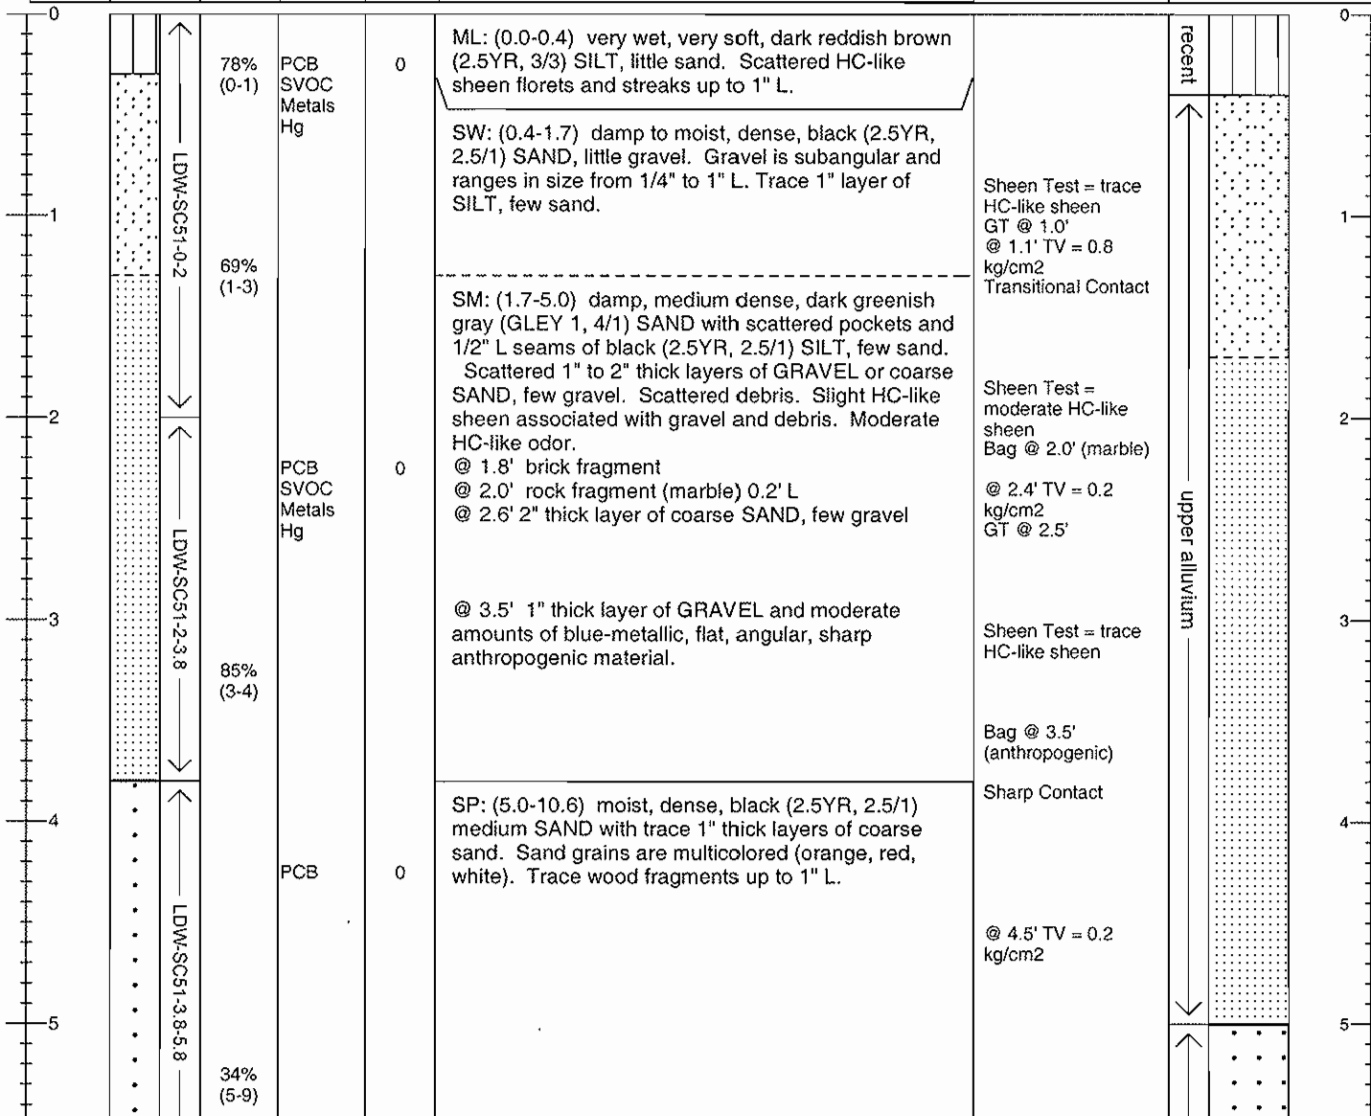 0
1
2
3
4
5
LDW-SC51-0-2
LDW-SC51-2-3.8
LDW-SC51-3.8-5.8
78%
(0-1)
69%
(1-3)
85%
(3-4)
34%
(5-9)
PCB
SVOC
Metals
Hg
0
PCB
SVOC
Metals
Hg
0
PCB
0
ML: (0.0-0.4) very wet, very soft, dark reddish brown
(2.5YR, 3/3) SILT, little sand. Scattered HC-like
sheen florets and streaks up to 1" L.
SW: (0.4-1.7) damp to moist, dense, black (2.5YR,
2.5/1) SAND, little gravel. Gravel is subangular and
ranges in size from 1/4" to 1" L. Trace 1" layer of
SILT, few sand.
SM: (1.7-5.0) damp, medium dense, dark greenish
gray (GLEY 1, 4/1) SAND with scattered pockets and
1/2" L seams of black (2.5YR, 2.5/1) SILT, few sand.
Scattered 1" to 2" thick layers of GRAVEL or coarse
SAND, few gravel. Scattered debris. Slight HC-like
sheen associated with gravel and debris. Moderate
HC-like odor.
@ 1.8' brick fragment
@ 2.0' rock fragment (marble) 0.2' L
@ 2.6' 2" thick layer of coarse SAND, few gravel
@ 3.5' 1" thick layer of GRAVEL and moderate
amounts of blue-metallic, flat, angular, sharp
anthropogenic material.
SP: (5.0-10.6) moist, dense, black (2.5YR, 2.5/1)
medium SAND with trace 1" thick layers of coarse
sand. Sand grains are multicolored (orange, red,
white). Trace wood fragments up to 1" L.
Sheen Test = trace
HC-like sheen
GT @ 1.0'
@ 1.1' TV = 0.8
kg/cm2
Transitional Contact
Sheen Test =
moderate HC-like
sheen
Bag @ 2.0' (marble)
@ 2.4' TV = 0.2
kg/cm2
GT @ 2.5'
Sheen Test = trace
HC-like sheen
Bag @ 3.5'
(anthropogenic)
Sharp Contact
@ 4.5' TV = 0.2
kg/cm2
recent
upper alluvium
0
1
2
3
4
5